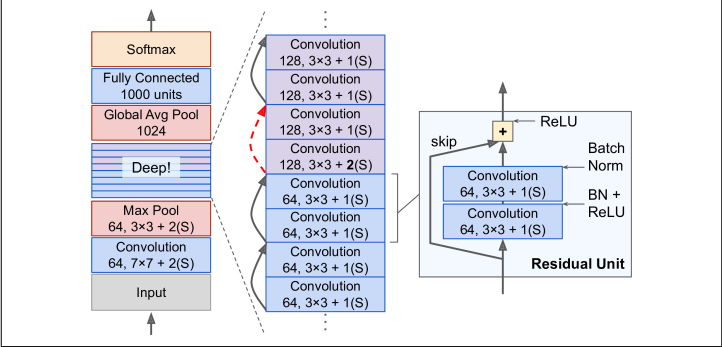 Softmax
Fully Connected
1000 units
Global Avg Pool
1024
Deep!
Max Pool
64, 3×3 + 2(S)
Convolution
64, 7×7 + 2(S)
Input
Convolution
128, 3×3 + 1(S)
Convolution
128, 3×3 + 1(S)
Convolution
128, 3×3 + 1(S)
Convolution
128, 3×3 + 2(S)
Convolution
64, 3×3 + 1(S)
Convolution
64, 3×3 + 1(S)
Convolution
64, 3×3 + 1(S)
Convolution
64, 3×3 + 1(S)
+
ReLU
skip
Batch
Norm
Convolution
64, 3×3 + 1(S)
BN +
ReLU
Convolution
64, 3×3 + 1(S)
Residual Unit